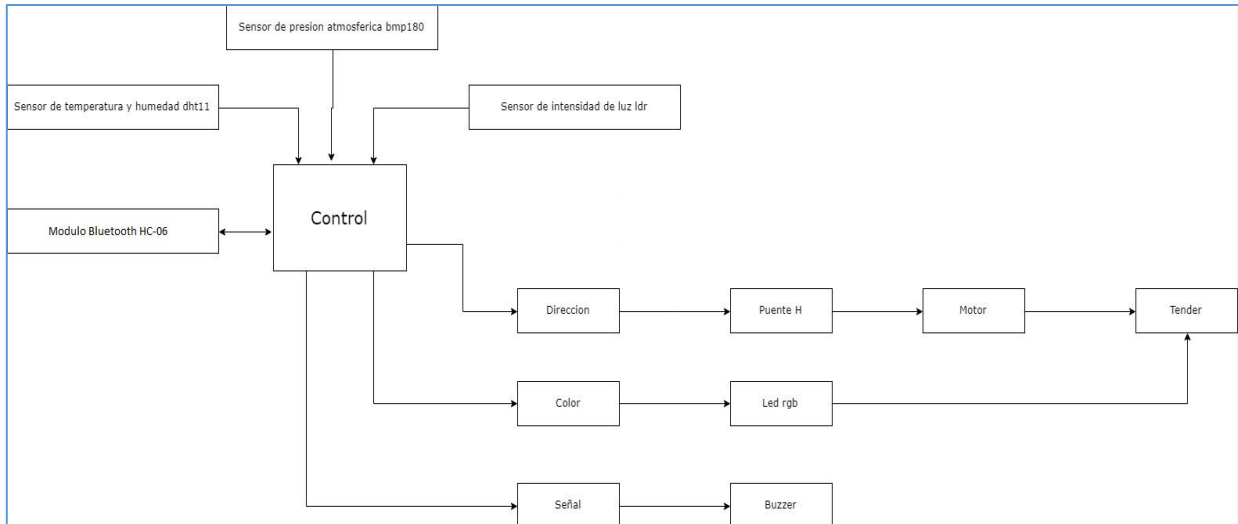 Sensor de presion atmosferica bmp180
Sensor de temperatura y humedad dht11
Sensor de intensidad de luz ldr
Control
Modulo Bluetooth HC-06
Direccion
Puente H
Motor
Tender
Color
Led rgb
Señal
Buzzer